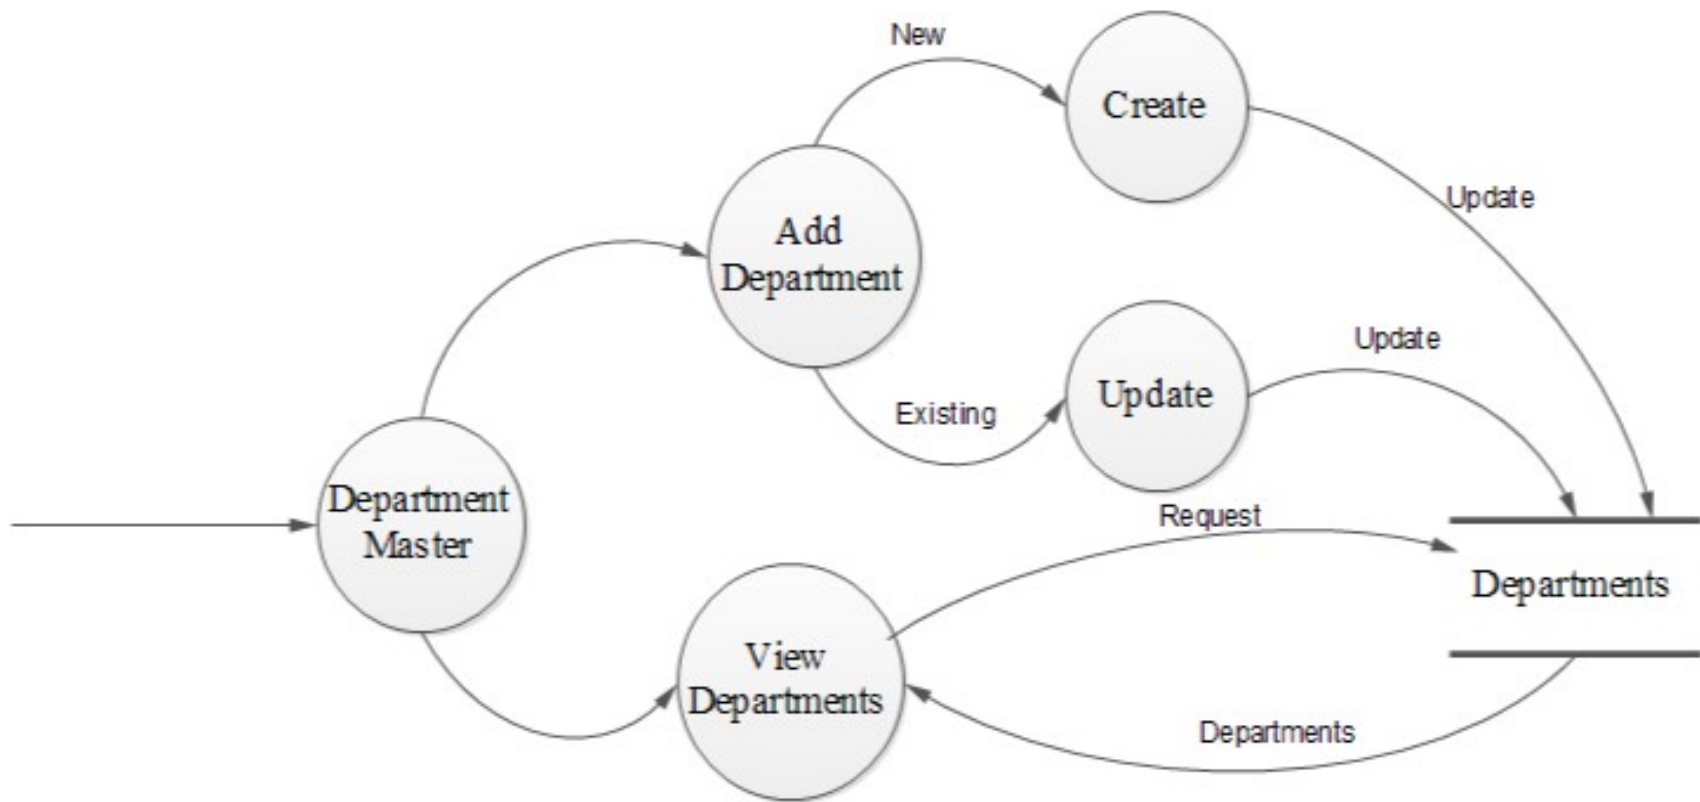 New
Create
Update
Add
Department
Update
Existing
Update
Department
Master
Request
Departments
View
Departments
Departments